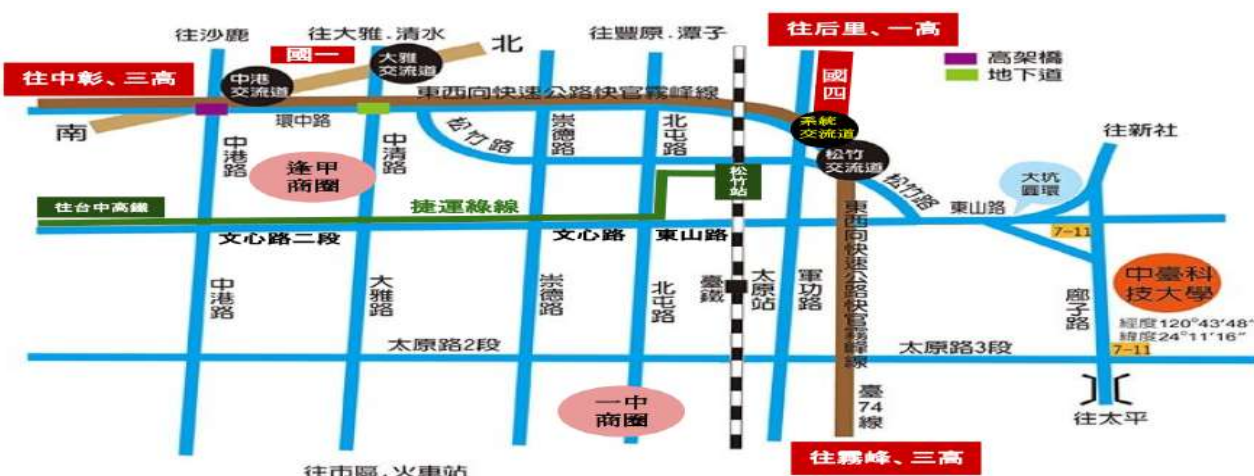 往沙鹿
往大雅.清水
國一
北
往豐原.潭子
往后里、一高
高架橋
地下道
往中彰、三高
中港
交流道
大雅
交流道
國四
東西向快速公路快官霧峰線
南
環中路
松竹路
崇德路
北屯路
系統
交流道
往新社
中港路
中清路
逢甲
商圈
松竹站
松竹
交流道
松竹路
大坑
圓環
往台中高鐵
捷運綠線
東山路
文心路二段
文心路
東山路
7-11
東西向快速公路快官霧峰線
中港路
大雅路
崇德路
北屯路
臺鐵
太原站
軍功路
廍子路
中臺科
技大學
經度120°43'48"
緯度24°11'16"
太原路2段
太原路3段
7-11
一中
商圈
臺74線
往太平
往霧峰、三高
往市區.火車站